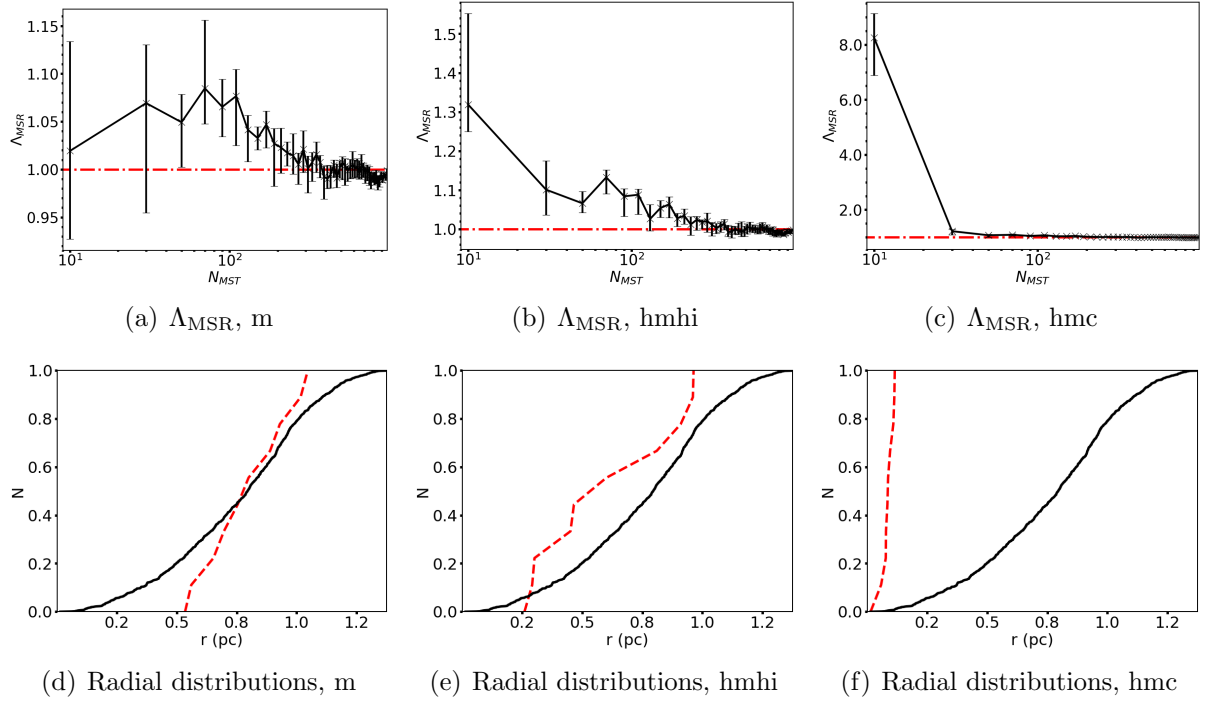 1.15
1.10
1.05
1.00
0.95
Λ_MSR
10^1
10^2
N_MST
(a) Λ_MSR, m
1.5
1.4
1.3
1.2
1.1
1.0
Λ_MSR
10^1
10^2
N_MST
(b) Λ_MSR, hmhi
8.0
6.0
4.0
2.0
Λ_MSR
10^1
10^2
N_MST
(c) Λ_MSR, hmc
1.0
0.8
0.6
0.4
0.2
0.0
N
0.2 0.5 0.8 1.0 1.2
r (pc)
(d) Radial distributions, m
1.0
0.8
0.6
0.4
0.2
0.0
N
0.2 0.5 0.8 1.0 1.2
r (pc)
(e) Radial distributions, hmhi
1.0
0.8
0.6
0.4
0.2
0.0
N
0.2 0.5 0.8 1.0 1.2
r (pc)
(f) Radial distributions, hmc